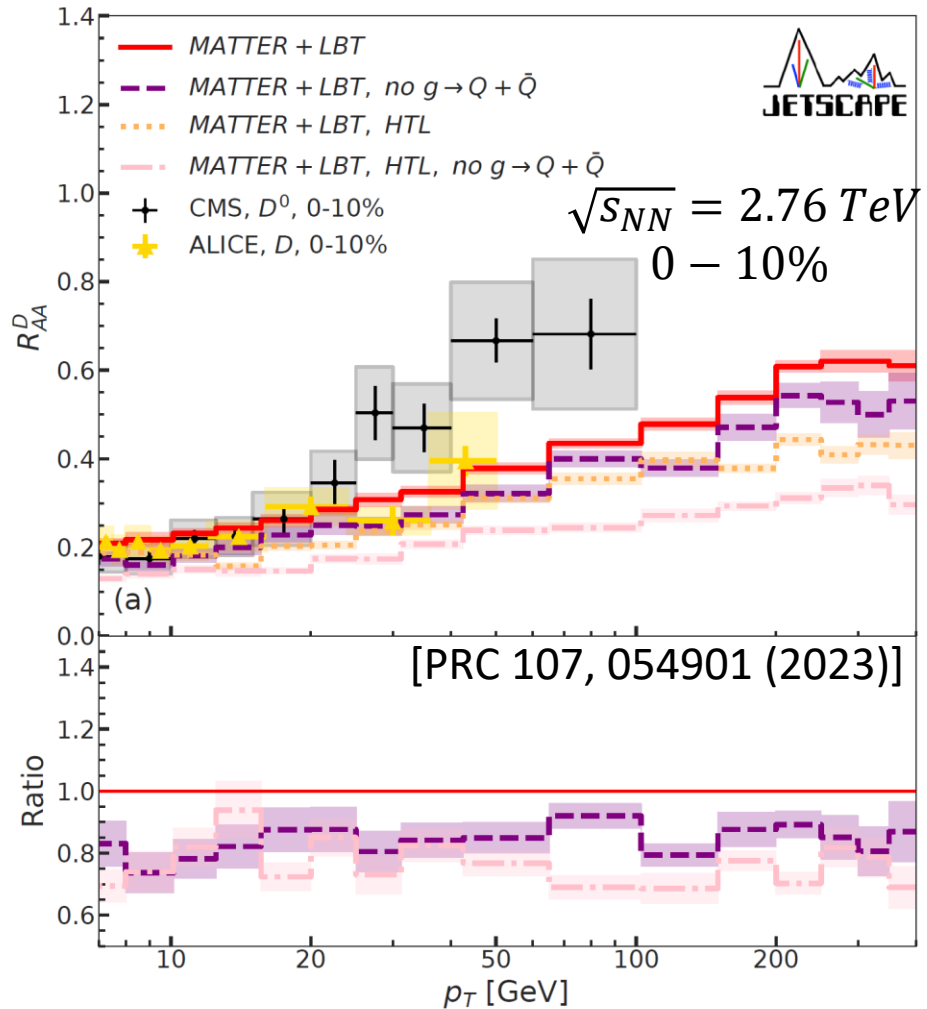 1.4
MATTER + LBT
1.2
MATTER + LBT, no g → Q + Q̄
MATTER + LBT, HTL
JETSCAPE
MATTER + LBT, HTL, no g → Q + Q̄
1.0
CMS, D⁰, 0-10%
√s_NN = 2.76 TeV
ALICE, D, 0-10%
0 − 10%
0.8
R_AA^D
0.6
0.4
0.2
(a)
0.0
[PRC 107, 054901 (2023)]
1.4
1.2
Ratio
1.0
0.8
0.6
10 20 50 100 200
p_T [GeV]